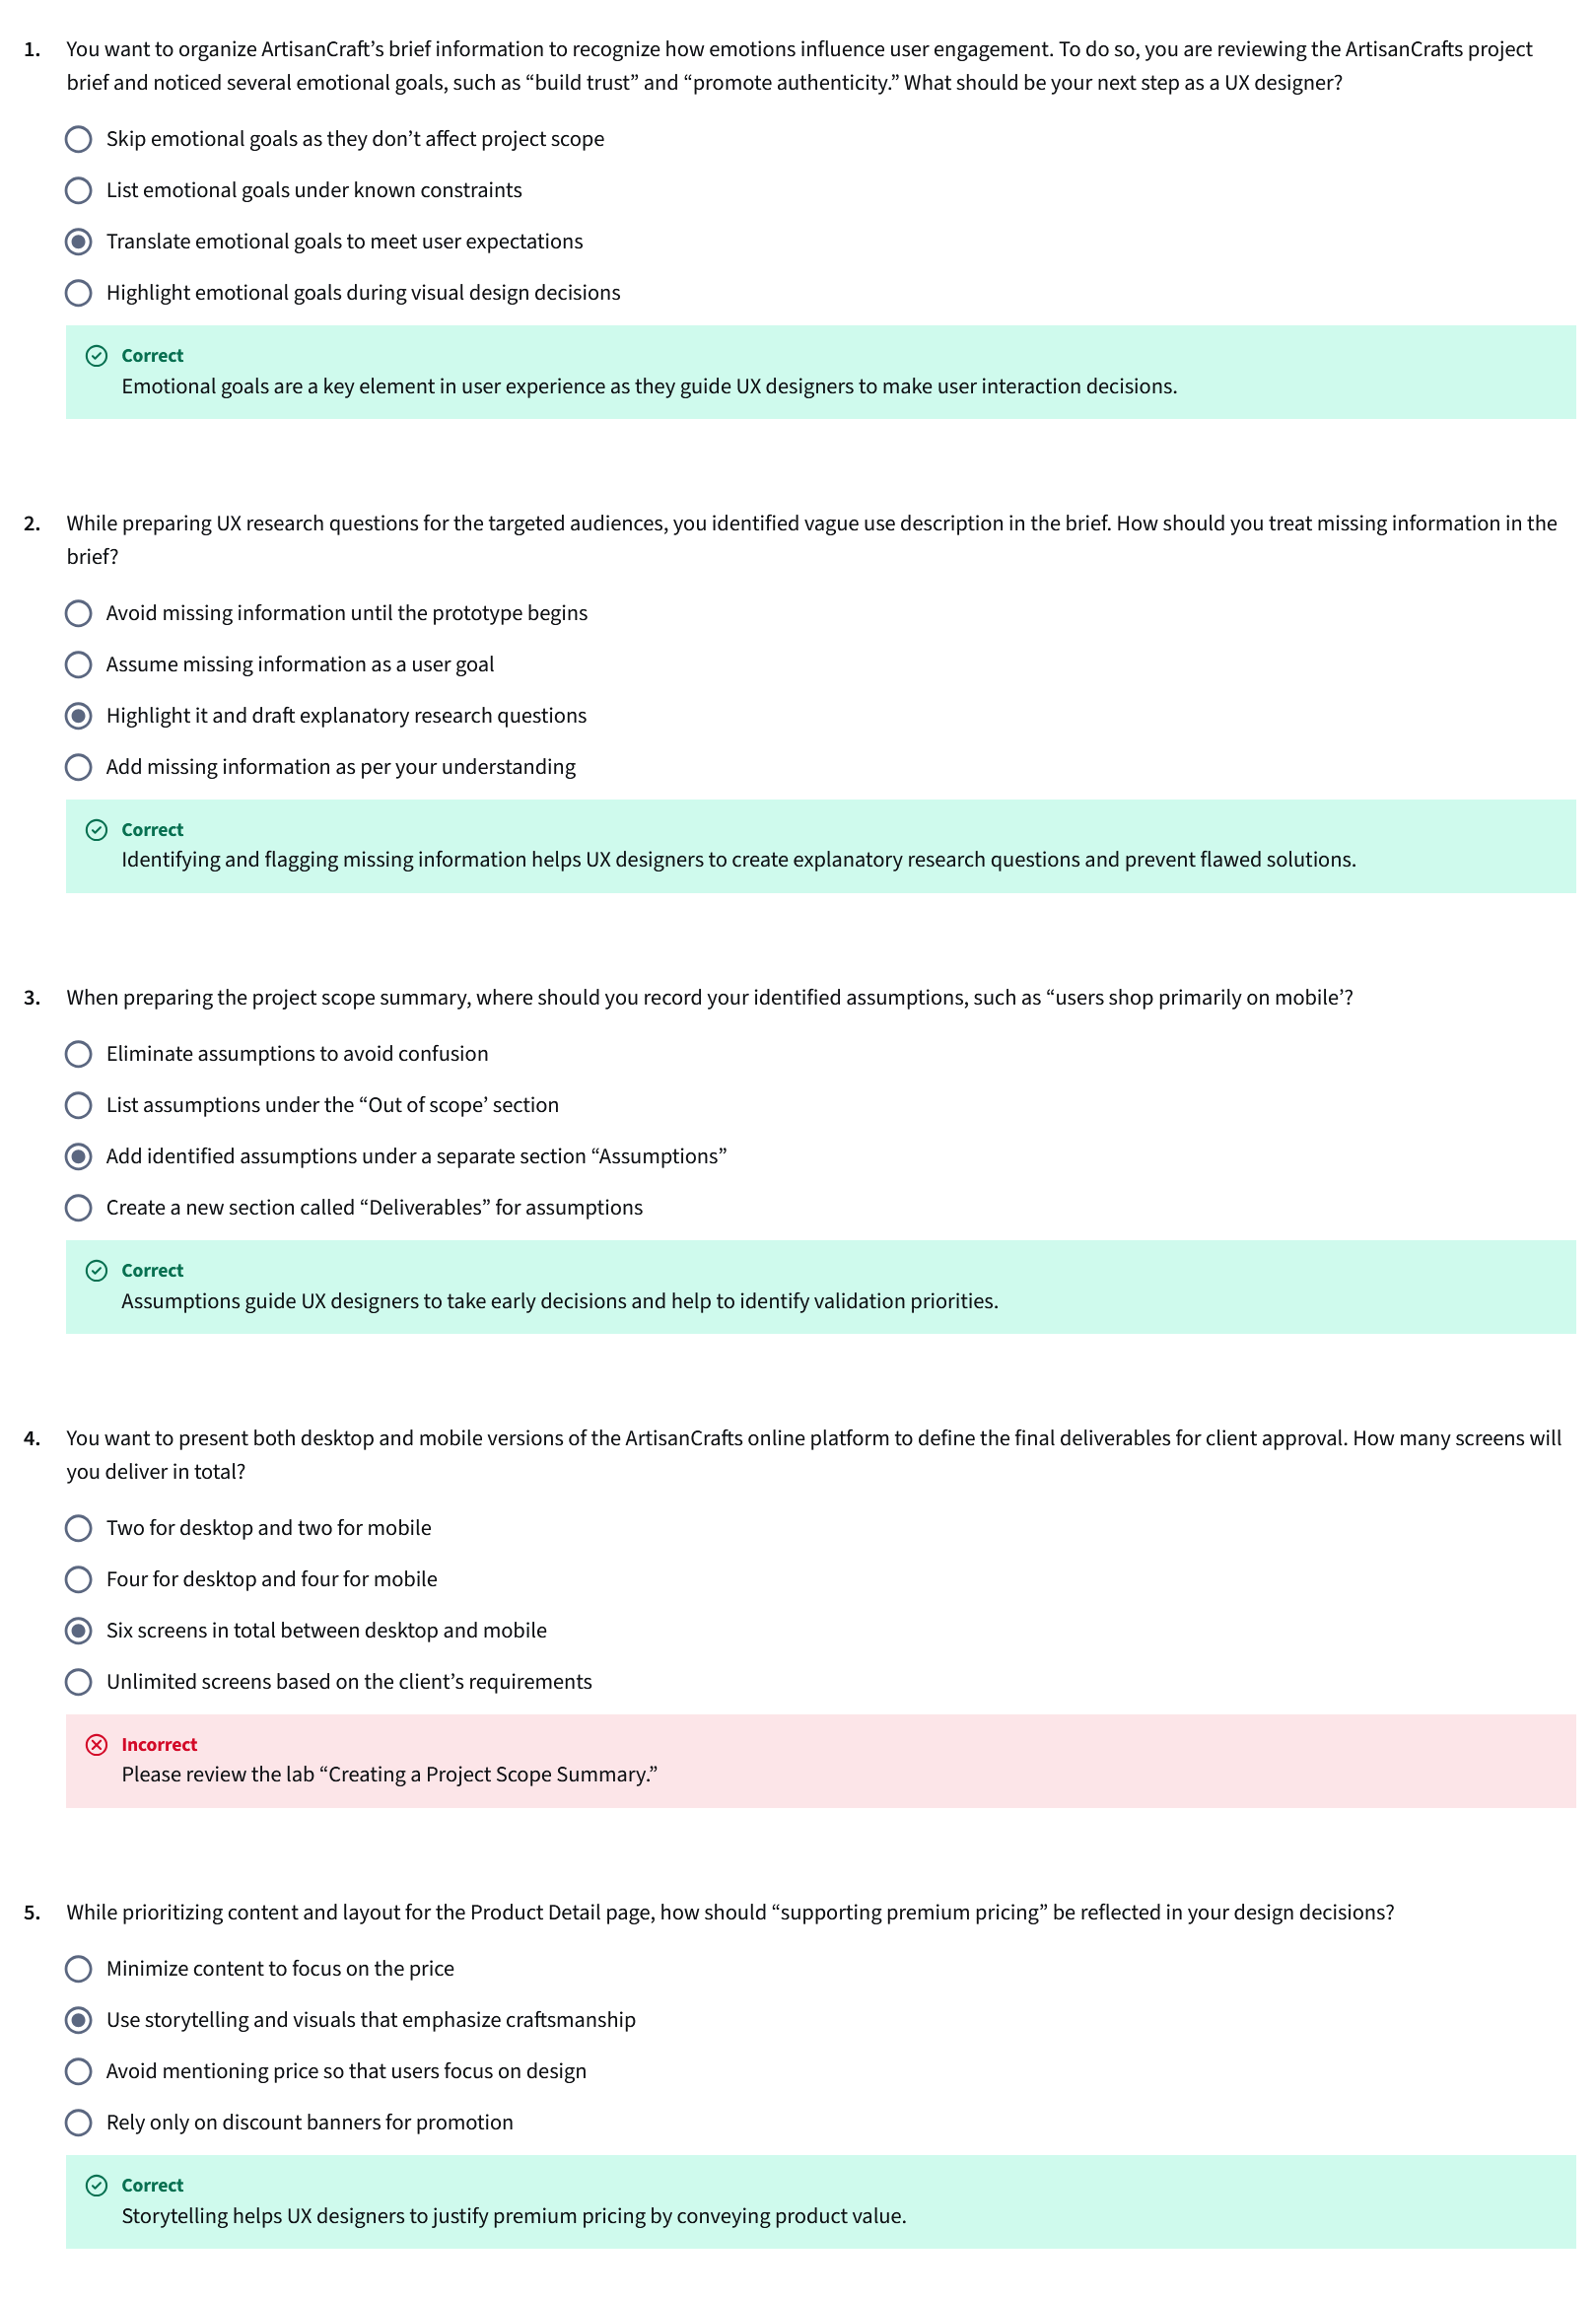 1. You want to organize ArtisanCraft’s brief information to recognize how emotions influence user engagement. To do so, you are reviewing the ArtisanCrafts project
brief and noticed several emotional goals, such as “build trust” and “promote authenticity.” What should be your next step as a UX designer?
Skip emotional goals as they don’t affect project scope
List emotional goals under known constraints
Translate emotional goals to meet user expectations
Highlight emotional goals during visual design decisions
Correct
Emotional goals are a key element in user experience as they guide UX designers to make user interaction decisions.
2. While preparing UX research questions for the targeted audiences, you identified vague use description in the brief. How should you treat missing information in the
brief?
Avoid missing information until the prototype begins
Assume missing information as a user goal
Highlight it and draft explanatory research questions
Add missing information as per your understanding
Correct
Identifying and flagging missing information helps UX designers to create explanatory research questions and prevent flawed solutions.
3. When preparing the project scope summary, where should you record your identified assumptions, such as “users shop primarily on mobile’?
Eliminate assumptions to avoid confusion
List assumptions under the “Out of scope’ section
Add identified assumptions under a separate section “Assumptions”
Create a new section called “Deliverables” for assumptions
Correct
Assumptions guide UX designers to take early decisions and help to identify validation priorities.
4. You want to present both desktop and mobile versions of the ArtisanCrafts online platform to define the final deliverables for client approval. How many screens will
you deliver in total?
Two for desktop and two for mobile
Four for desktop and four for mobile
Six screens in total between desktop and mobile
Unlimited screens based on the client’s requirements
Incorrect
Please review the lab “Creating a Project Scope Summary.”
5. While prioritizing content and layout for the Product Detail page, how should “supporting premium pricing” be reflected in your design decisions?
Minimize content to focus on the price
Use storytelling and visuals that emphasize craftsmanship
Avoid mentioning price so that users focus on design
Rely only on discount banners for promotion
Correct
Storytelling helps UX designers to justify premium pricing by conveying product value.